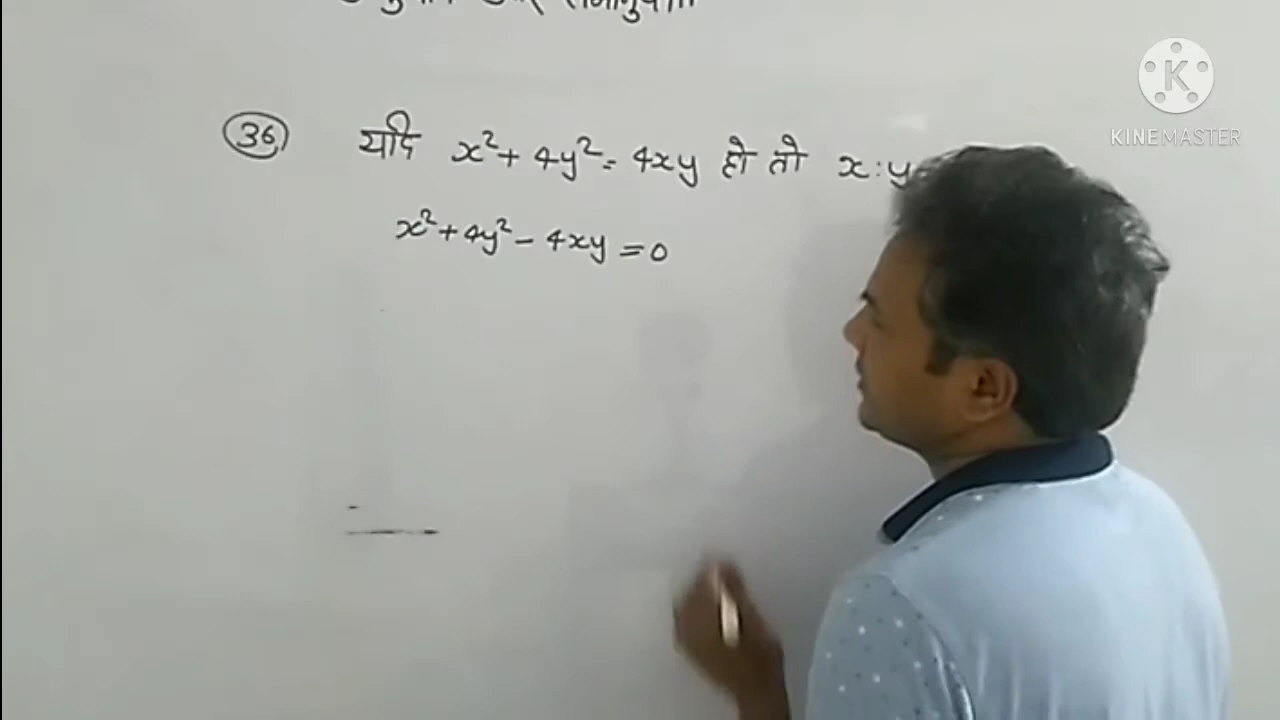 (36) यदि x²+ 4y² = 4xy हो तो x:y
x²+4y² - 4xy = 0
KINEMASTER